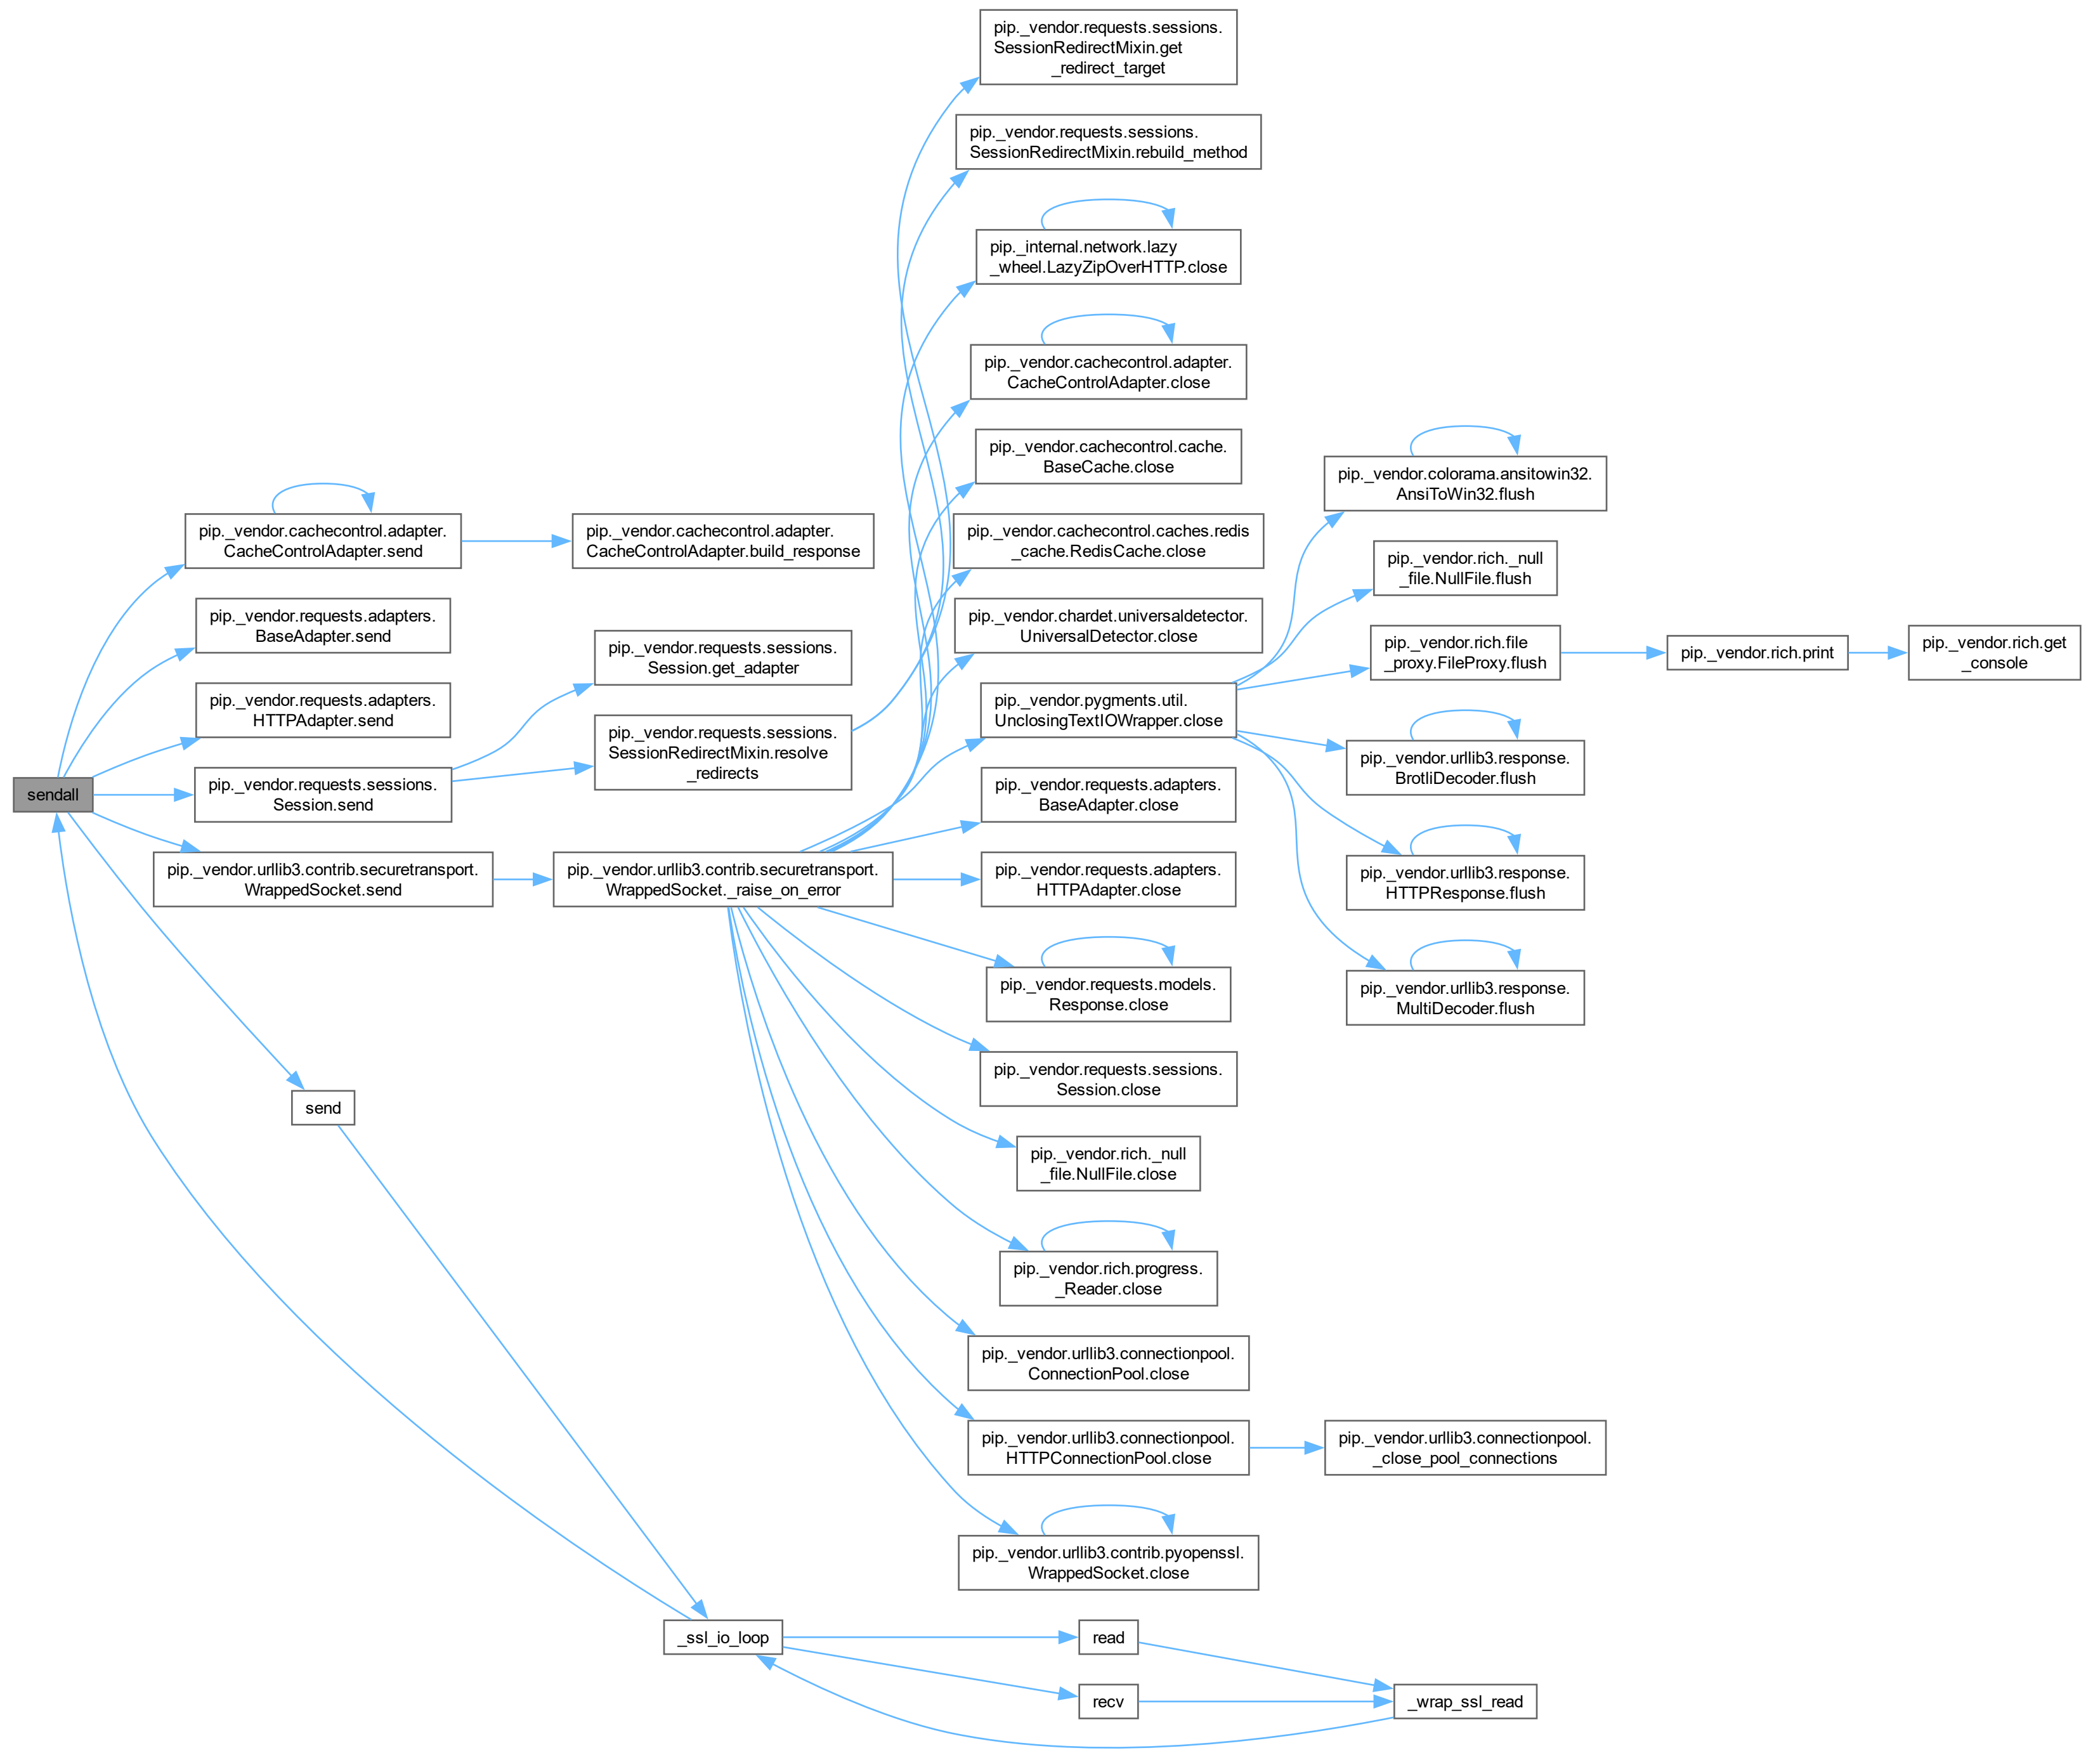 pip._vendor.requests.sessions.
SessionRedirectMixin.get
_redirect_target
pip._vendor.requests.sessions.
SessionRedirectMixin.rebuild_method
pip._internal.network.lazy
_wheel.LazyZipOverHTTP.close
pip._vendor.cachecontrol.adapter.
CacheControlAdapter.close
pip._vendor.cachecontrol.cache.
BaseCache.close
pip._vendor.colorama.ansitowin32.
AnsiToWin32.flush
pip._vendor.cachecontrol.adapter.
CacheControlAdapter.send
pip._vendor.cachecontrol.adapter.
CacheControlAdapter.build_response
pip._vendor.cachecontrol.caches.redis
_cache.RedisCache.close
pip._vendor.rich._null
_file.NullFile.flush
pip._vendor.requests.adapters.
BaseAdapter.send
pip._vendor.chardet.universaldetector.
UniversalDetector.close
pip._vendor.requests.sessions.
Session.get_adapter
pip._vendor.rich.file
_proxy.FileProxy.flush
pip._vendor.rich.print
pip._vendor.rich.get
_console
pip._vendor.requests.adapters.
HTTPAdapter.send
pip._vendor.pygments.util.
UnclosingTextIOWrapper.close
pip._vendor.requests.sessions.
SessionRedirectMixin.resolve
_redirects
pip._vendor.urllib3.response.
BrotliDecoder.flush
sendall
pip._vendor.requests.sessions.
Session.send
pip._vendor.requests.adapters.
BaseAdapter.close
pip._vendor.urllib3.contrib.securetransport.
WrappedSocket.send
pip._vendor.urllib3.contrib.securetransport.
WrappedSocket._raise_on_error
pip._vendor.requests.adapters.
HTTPAdapter.close
pip._vendor.urllib3.response.
HTTPResponse.flush
pip._vendor.requests.models.
Response.close
pip._vendor.urllib3.response.
MultiDecoder.flush
pip._vendor.requests.sessions.
Session.close
send
pip._vendor.rich._null
_file.NullFile.close
pip._vendor.rich.progress.
_Reader.close
pip._vendor.urllib3.connectionpool.
ConnectionPool.close
pip._vendor.urllib3.connectionpool.
HTTPConnectionPool.close
pip._vendor.urllib3.connectionpool.
_close_pool_connections
pip._vendor.urllib3.contrib.pyopenssl.
WrappedSocket.close
_ssl_io_loop
read
recv
_wrap_ssl_read